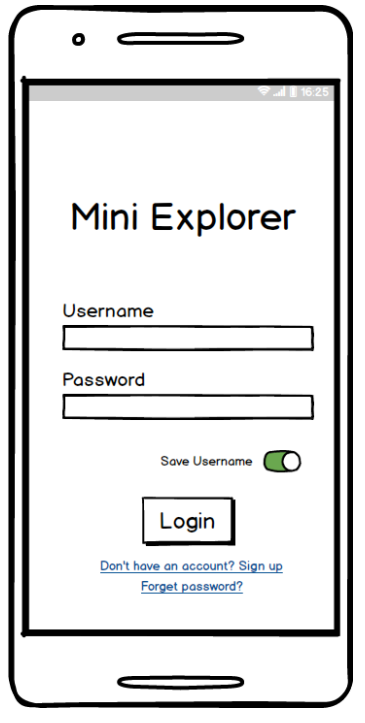 16:25
Mini Explorer
Username
Password
Save Username
Login
Don't have an account? Sign up
Forget password?